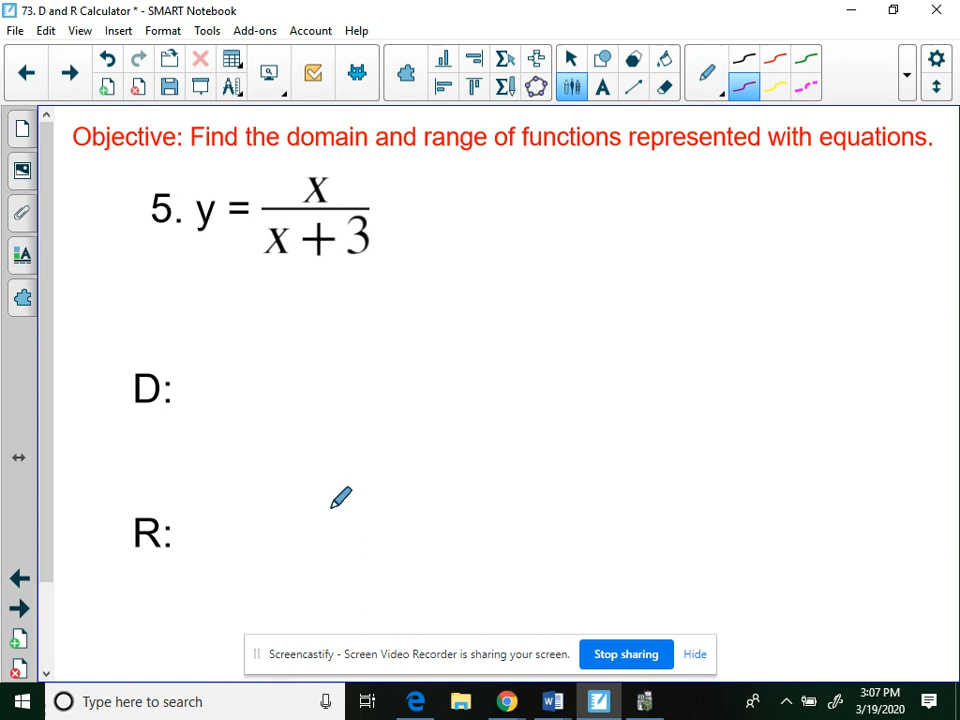 73. D and R Calculator * - SMART Notebook
File Edit View Insert Format Tools Add-ons Account Help
Objective: Find the domain and range of functions represented with equations.
5. y = x
x + 3
D:
R:
Screencastify - Screen Video Recorder is sharing your screen. Stop sharing Hide
Type here to search
3:07 PM
3/19/2020